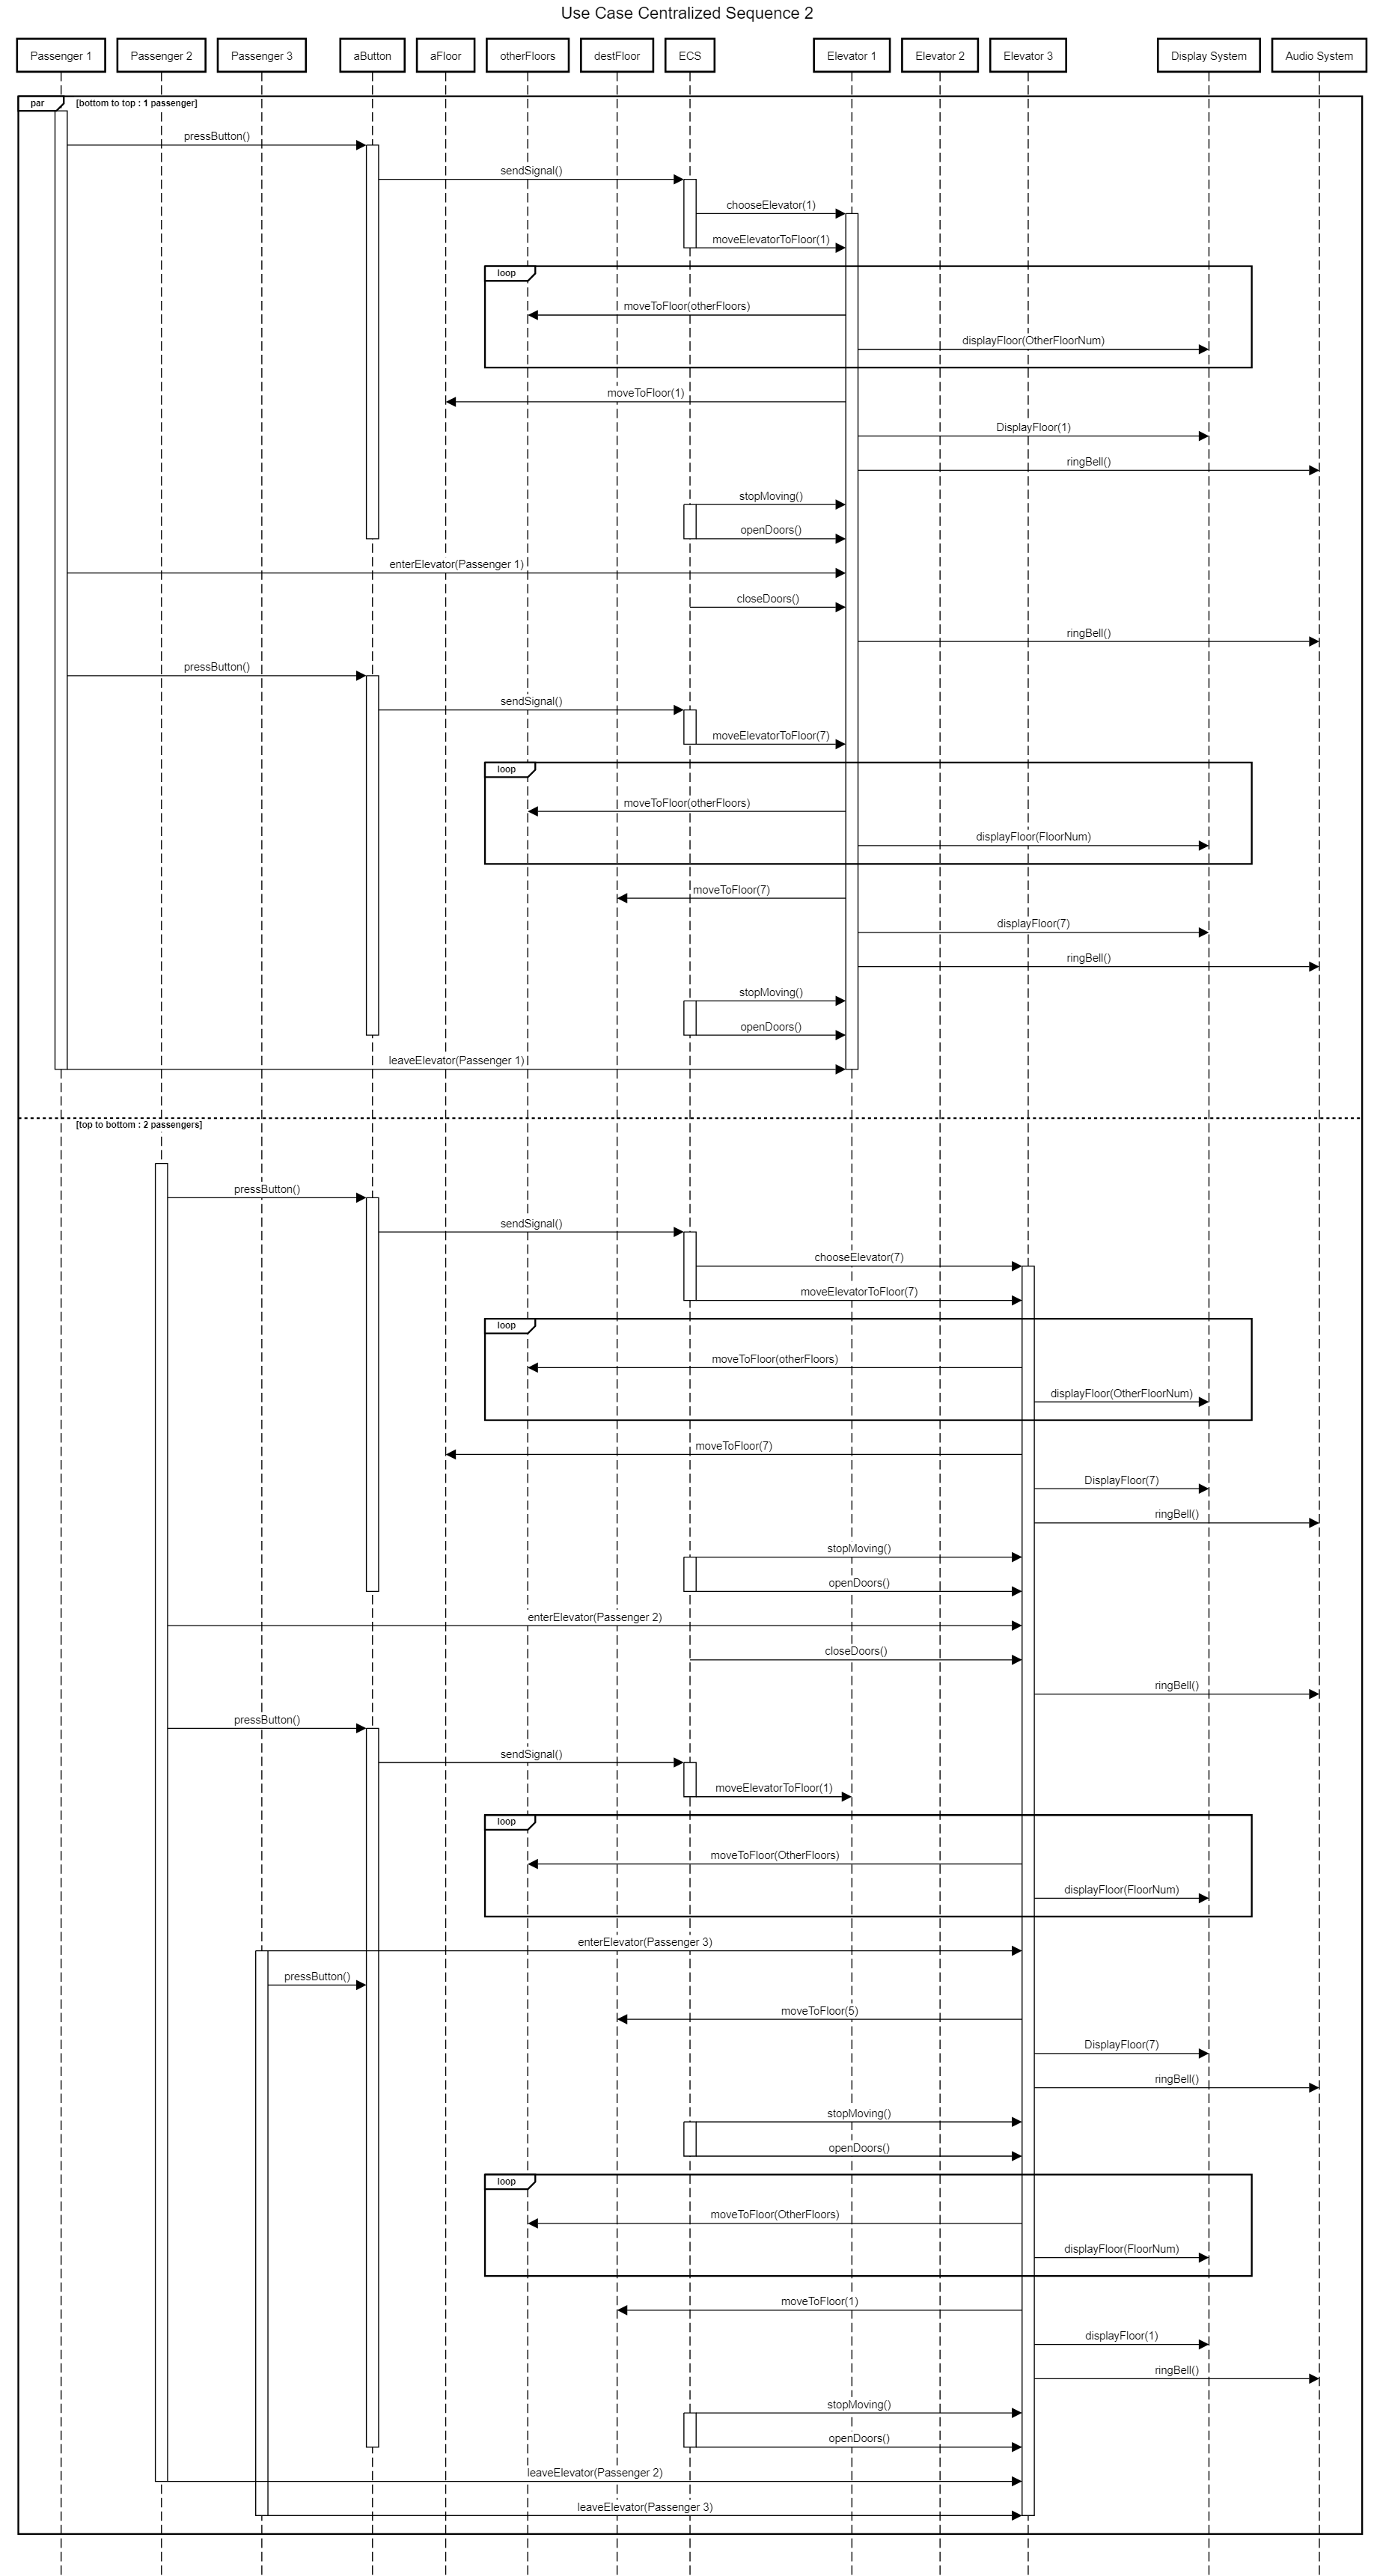 Use Case Centralized Sequence 2
Passenger 1
Passenger 2
Passenger 3
aButton
aFloor
otherFloors
destFloor
ECS
Elevator 1
Elevator 2
Elevator 3
Display System
Audio System
par
[bottom to top : 1 passenger]
pressButton()
sendSignal()
chooseElevator(1)
moveElevatorToFloor(1)
loop
moveToFloor(otherFloors)
displayFloor(OtherFloorNum)
moveToFloor(1)
DisplayFloor(1)
ringBell()
stopMoving()
openDoors()
enterElevator(Passenger 1)
closeDoors()
ringBell()
pressButton()
sendSignal()
moveElevatorToFloor(7)
loop
moveToFloor(otherFloors)
displayFloor(FloorNum)
moveToFloor(7)
displayFloor(7)
ringBell()
stopMoving()
openDoors()
leaveElevator(Passenger 1)
[top to bottom : 2 passengers]
pressButton()
sendSignal()
chooseElevator(7)
moveElevatorToFloor(7)
loop
moveToFloor(otherFloors)
displayFloor(OtherFloorNum)
moveToFloor(7)
DisplayFloor(7)
ringBell()
stopMoving()
openDoors()
enterElevator(Passenger 2)
closeDoors()
ringBell()
pressButton()
sendSignal()
moveElevatorToFloor(1)
loop
moveToFloor(OtherFloors)
displayFloor(FloorNum)
enterElevator(Passenger 3)
pressButton()
moveToFloor(5)
DisplayFloor(7)
ringBell()
stopMoving()
openDoors()
loop
moveToFloor(OtherFloors)
displayFloor(FloorNum)
moveToFloor(1)
displayFloor(1)
ringBell()
stopMoving()
openDoors()
leaveElevator(Passenger 2)
leaveElevator(Passenger 3)